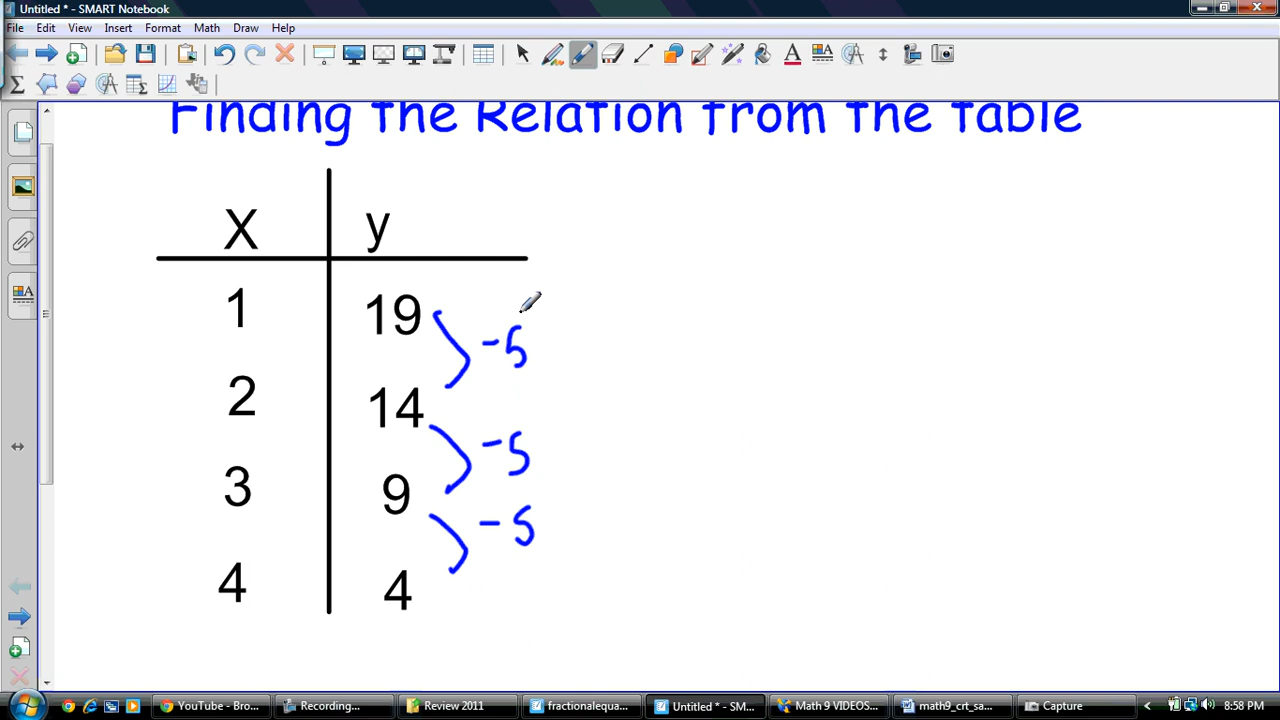 Untitled * - SMART Notebook
File Edit View Insert Format Math Draw Help
Finding the Relation from the table
X y
1 19
-5
2 14
-5
3 9
-5
4 4
YouTube - Bro... Recording... Review 2011 fractionalequa... Untitled * - SM... Math 9 VIDEOS... math9_crt_sa... Capture 8:58 PM